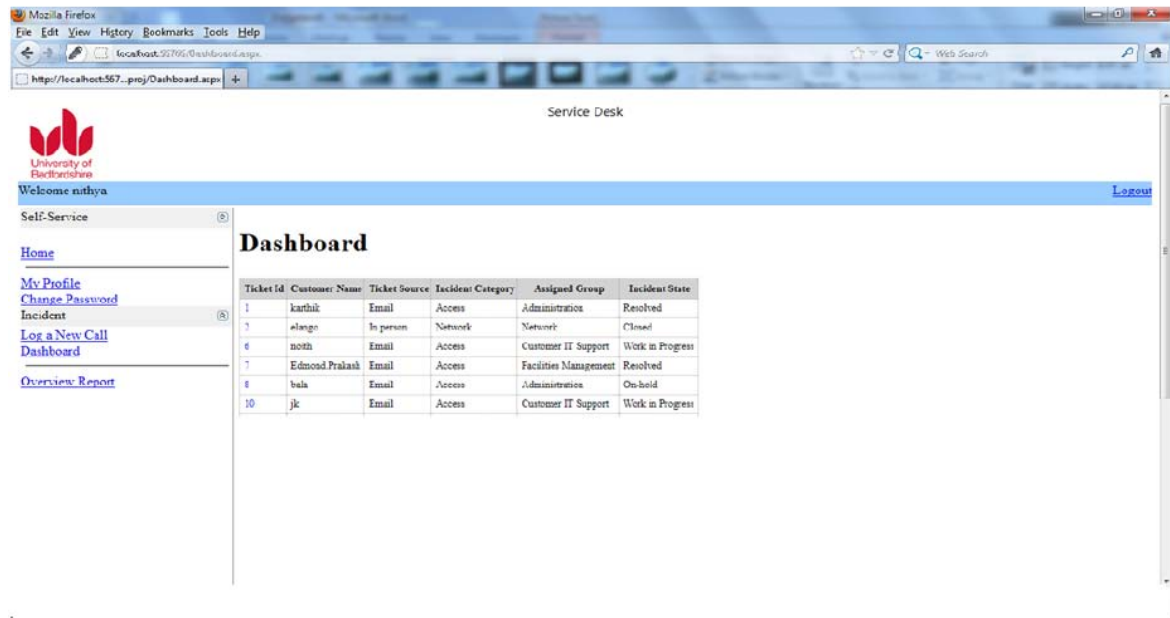 Mozilla Firefox
File Edit View History Bookmarks Tools Help
Web Search
http://localhost:567...proj/Dashboard.aspx +
Service Desk
University of
Bedfordshire
Welcome nithya
Logout
Self-Service
Home
My Profile
Change Password
Incident
Log a New Call
Dashboard
Overview Report
Dashboard
Ticket Id Customer Name Ticket Source Incident Category Assigned Group Incident State
1 karthik Email Access Administration Resolved
elango In person Network Network Closed
6 Email Access Customer IT Support Work in Progress
7 Edmond.Prakash Email Access Facilities Management Resolved
8 bala Email Access Administration On-hold
10 jk Email Access Customer IT Support Work in Progress